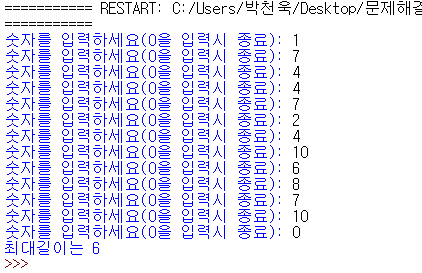 =========== RESTART: C:/Users/박천욱/Desktop/문제해결
===========
숫자를 입력하세요(0을 입력시 종료): 1
숫자를 입력하세요(0을 입력시 종료): 7
숫자를 입력하세요(0을 입력시 종료): 4
숫자를 입력하세요(0을 입력시 종료): 4
숫자를 입력하세요(0을 입력시 종료): 7
숫자를 입력하세요(0을 입력시 종료): 2
숫자를 입력하세요(0을 입력시 종료): 4
숫자를 입력하세요(0을 입력시 종료): 10
숫자를 입력하세요(0을 입력시 종료): 6
숫자를 입력하세요(0을 입력시 종료): 8
숫자를 입력하세요(0을 입력시 종료): 7
숫자를 입력하세요(0을 입력시 종료): 10
숫자를 입력하세요(0을 입력시 종료): 0
최대길이는 6
>>>